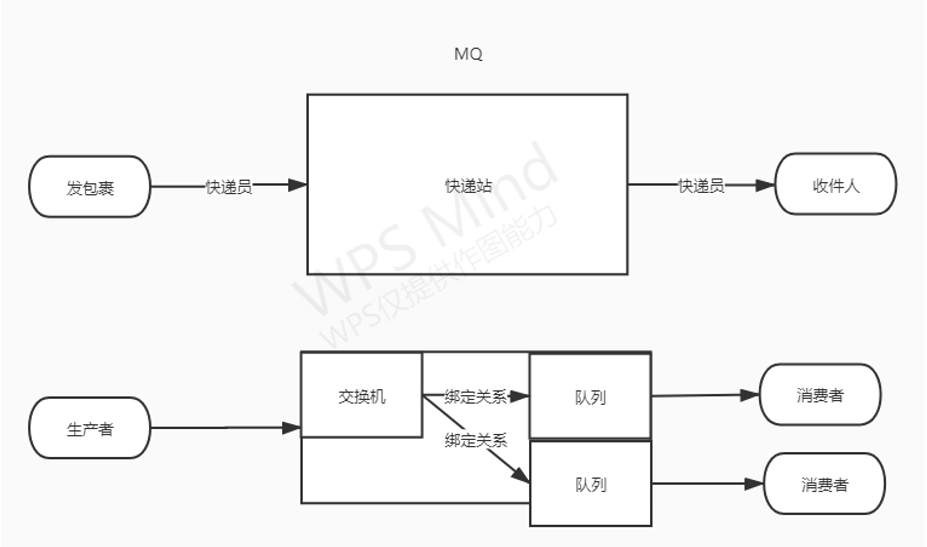 MQ
发包裹
快递员
快递站
快递员
收件人
WPS Mind
WPS仅提供作图能力
交换机
绑定关系
队列
消费者
生产者
绑定关系
队列
消费者